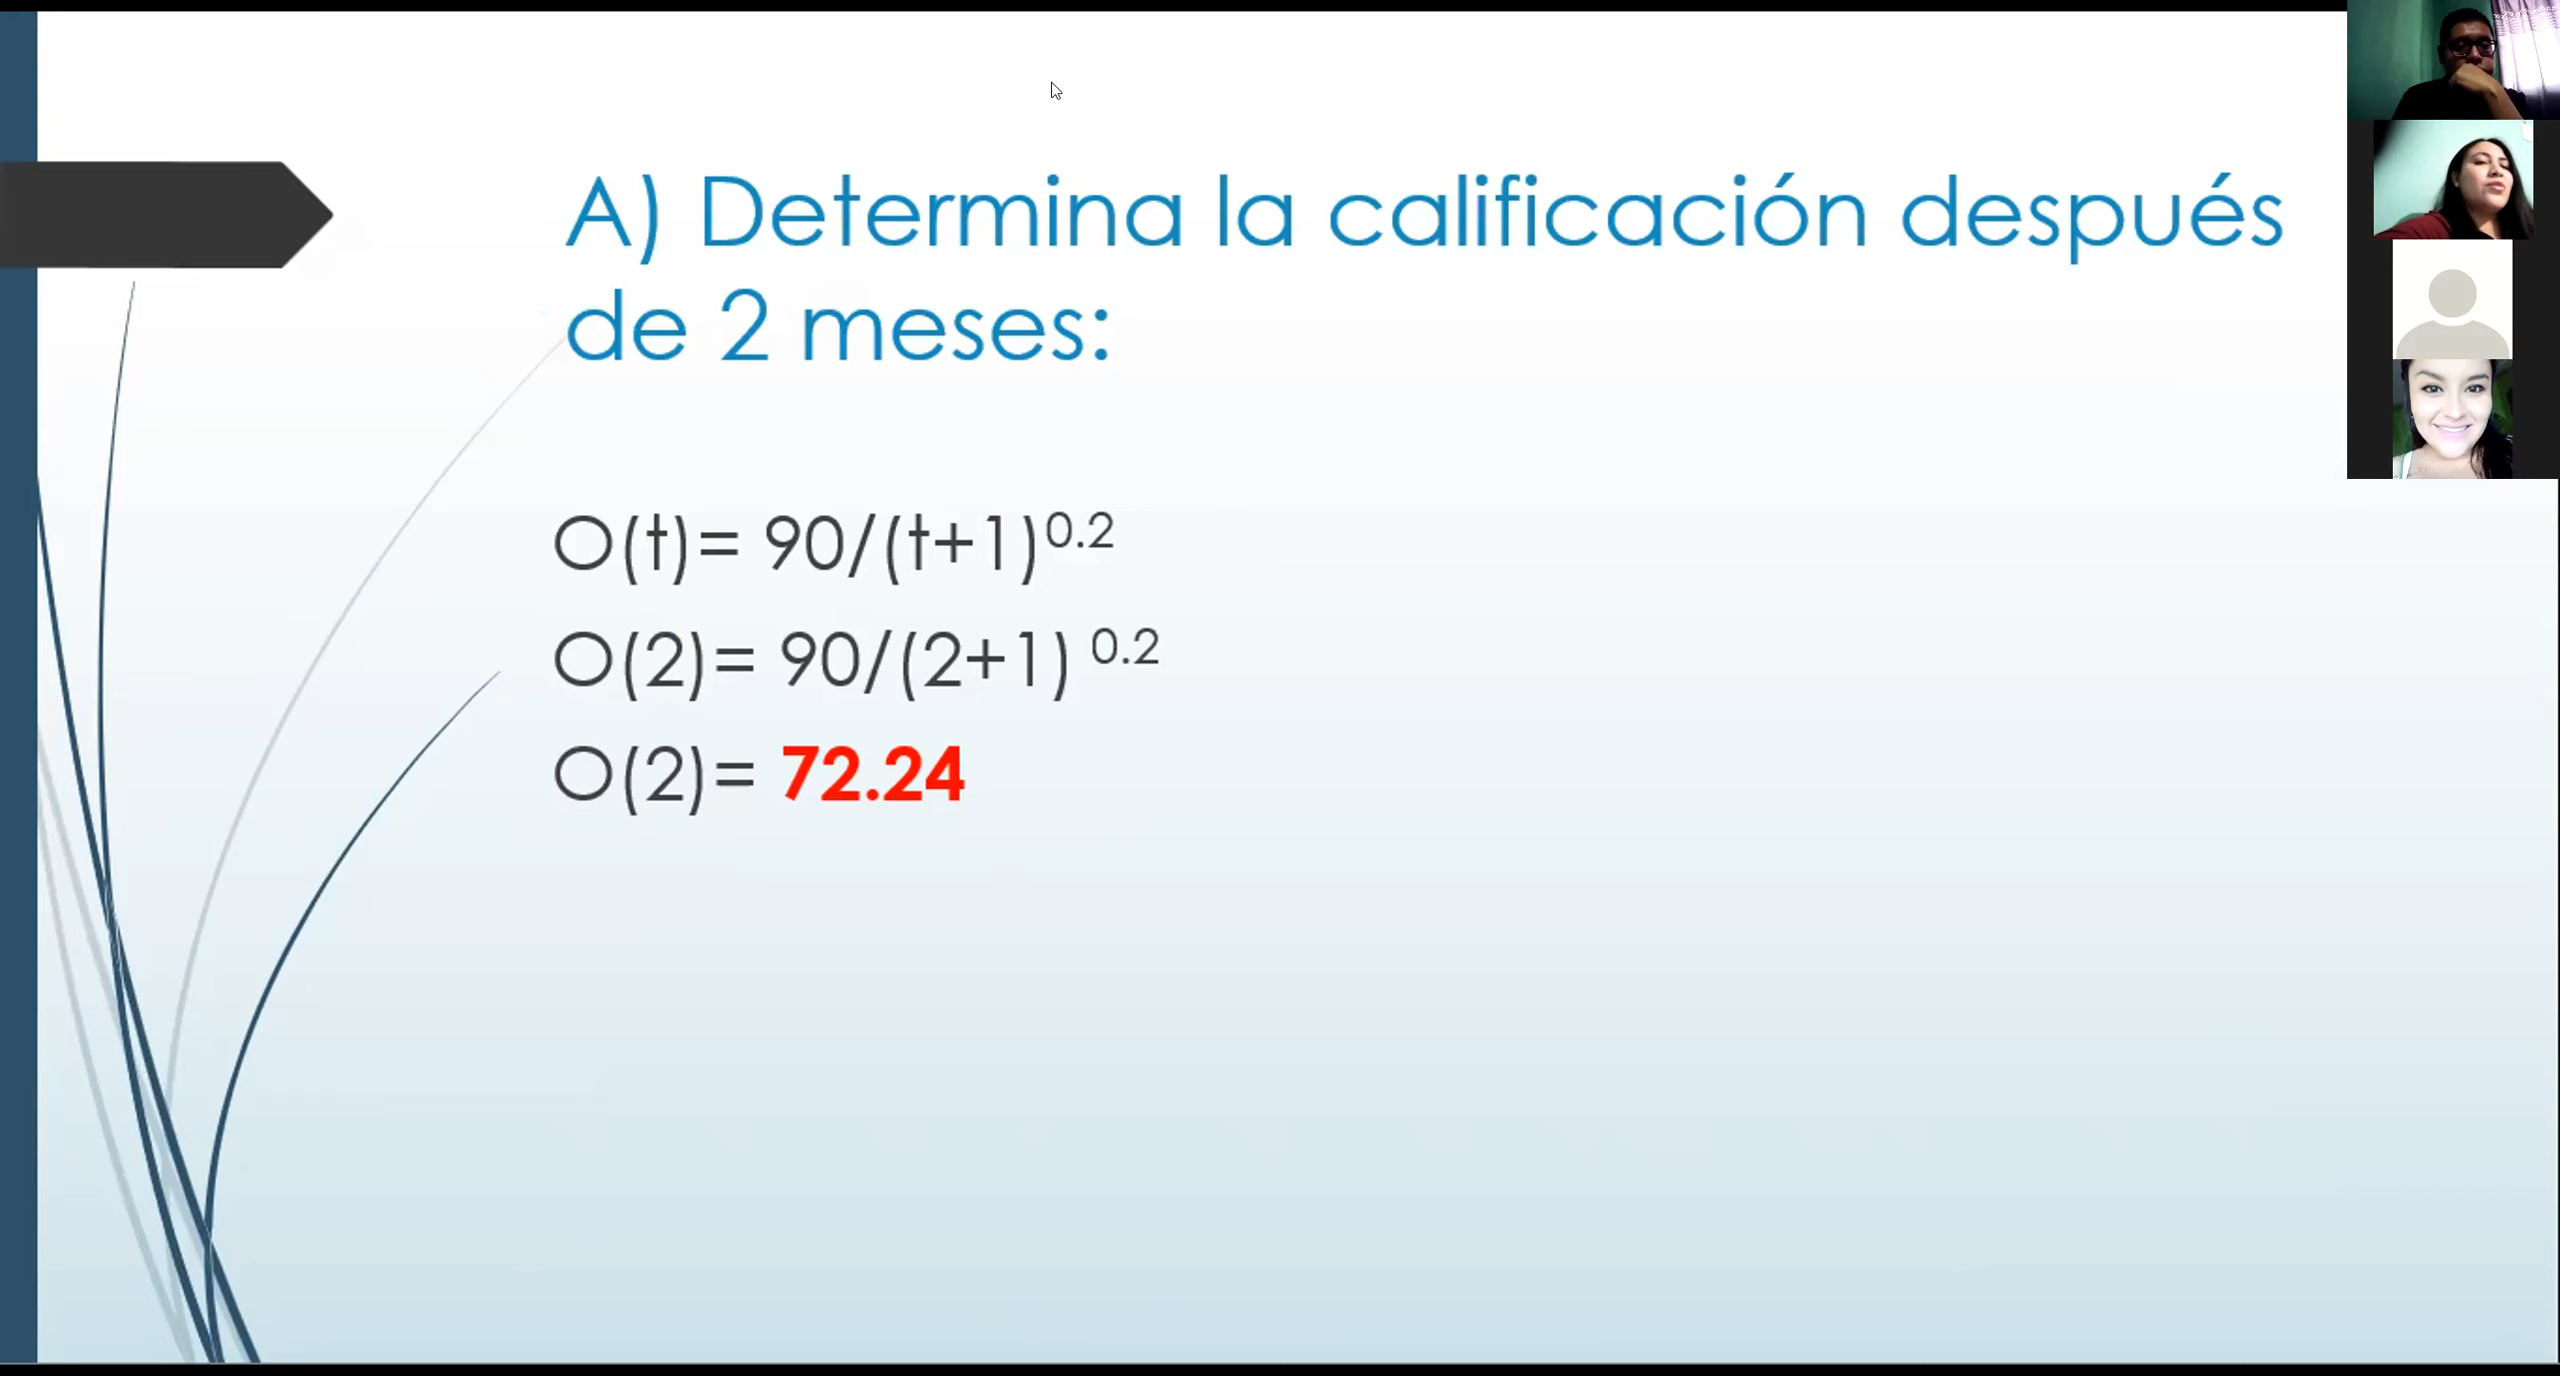 A) Determina la calificación después
de 2 meses:
O(t)= 90/(t+1)^0.2
O(2)= 90/(2+1) ^0.2
O(2)= 72.24